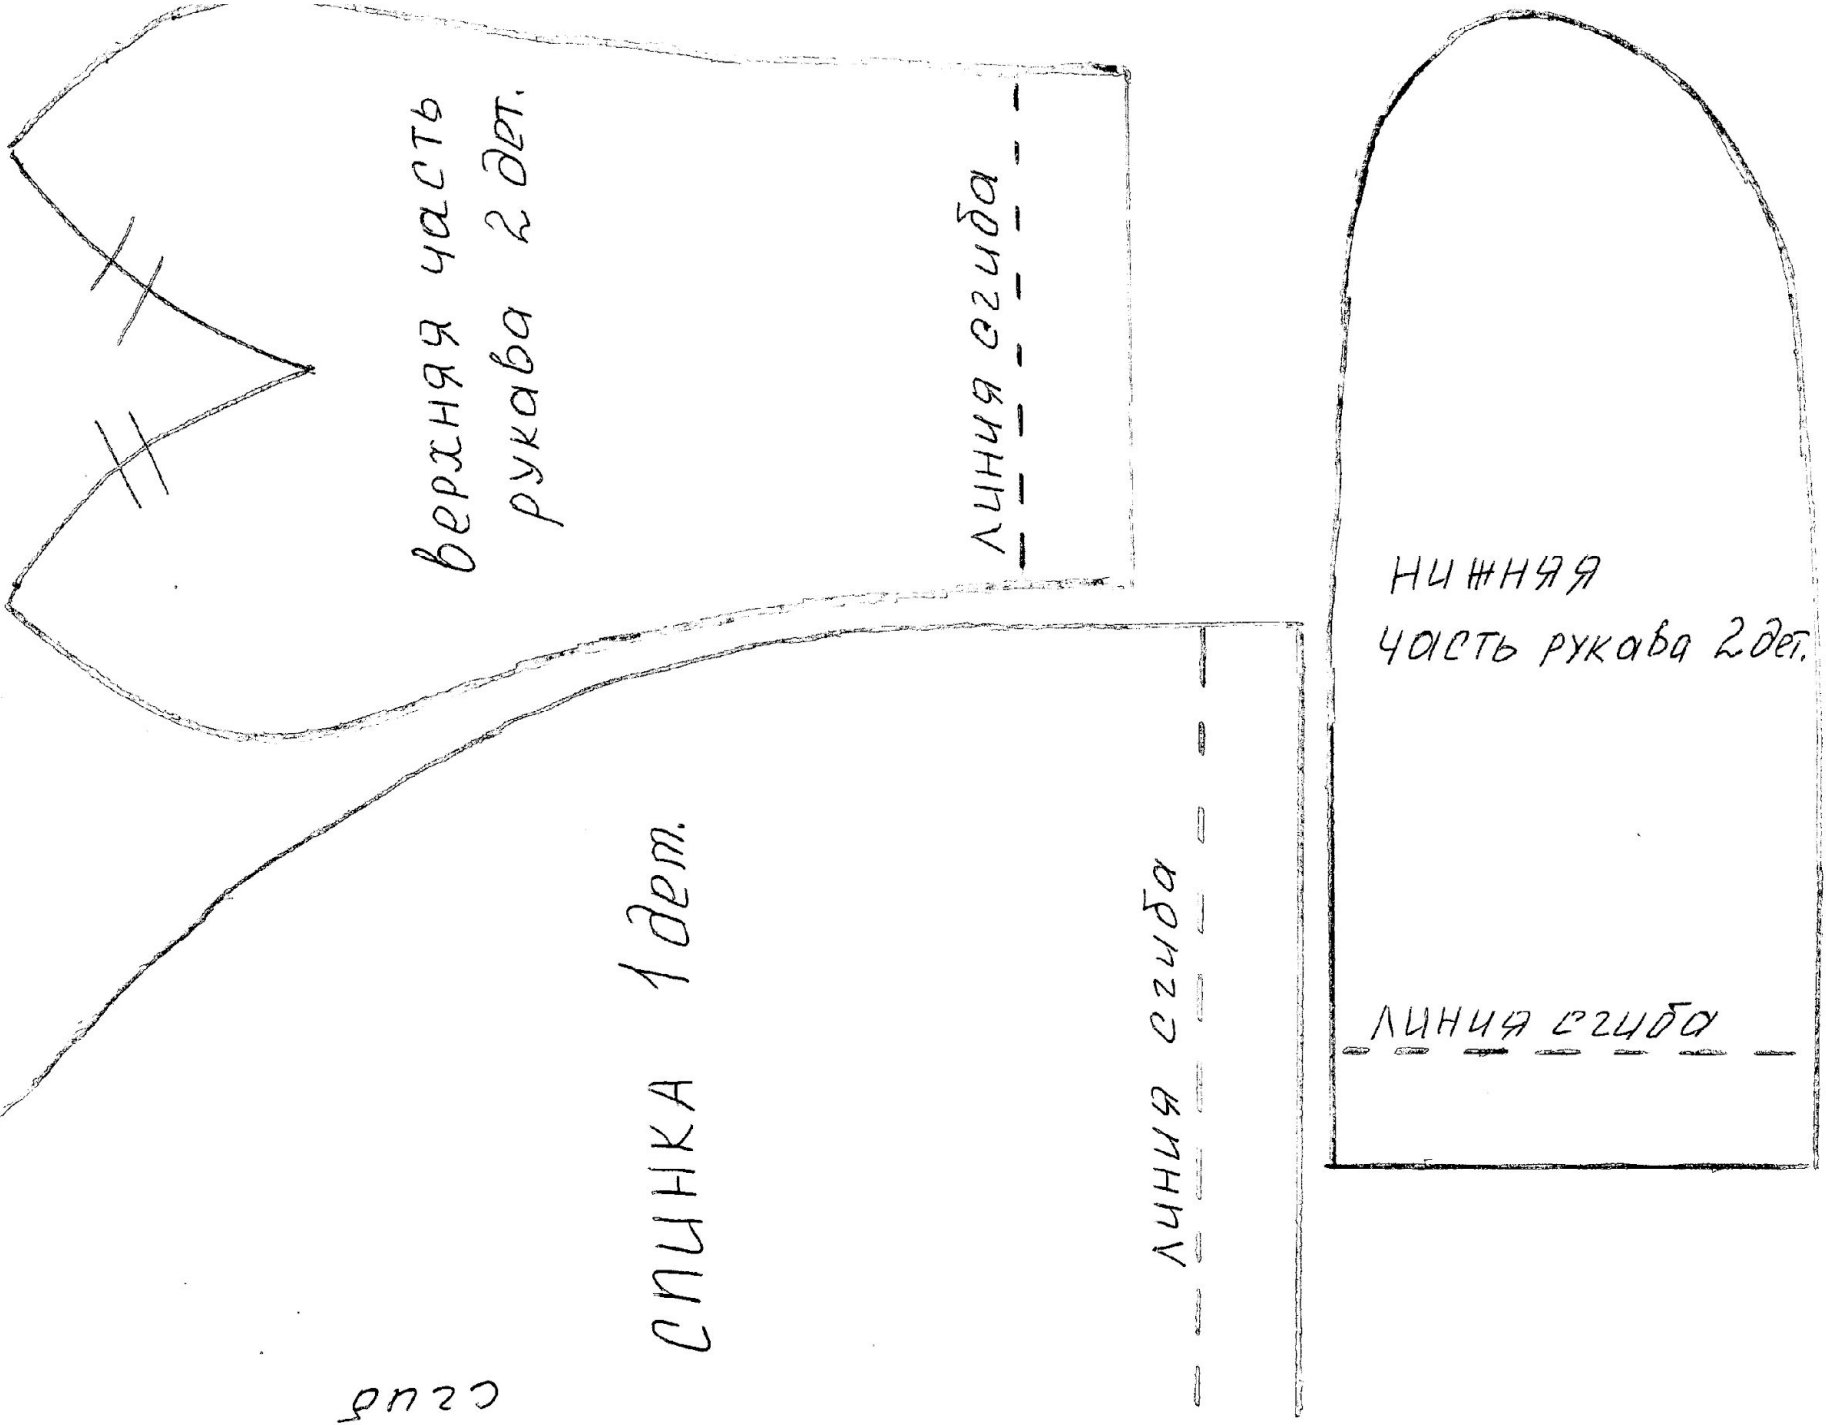 верхняя часть
рукава 2 дет.
линия сгиба
нижняя
часть рукава 2 дет.
линия сгиба
спинка 1 дет.
линия сгиба
сгиб